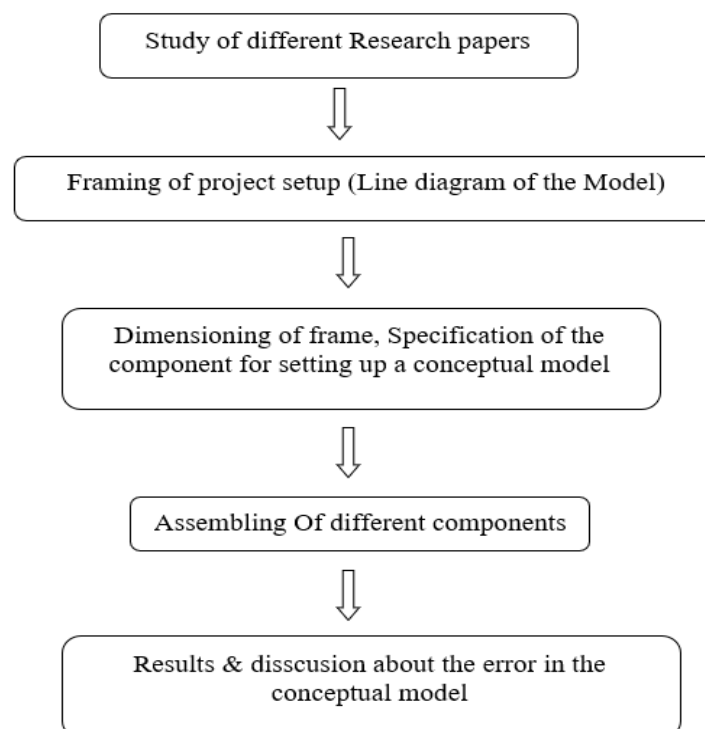 Study of different Research papers
Framing of project setup (Line diagram of the Model)
Dimensioning of frame, Specification of the
component for setting up a conceptual model
Assembling Of different components
Results & disscusion about the error in the
conceptual model